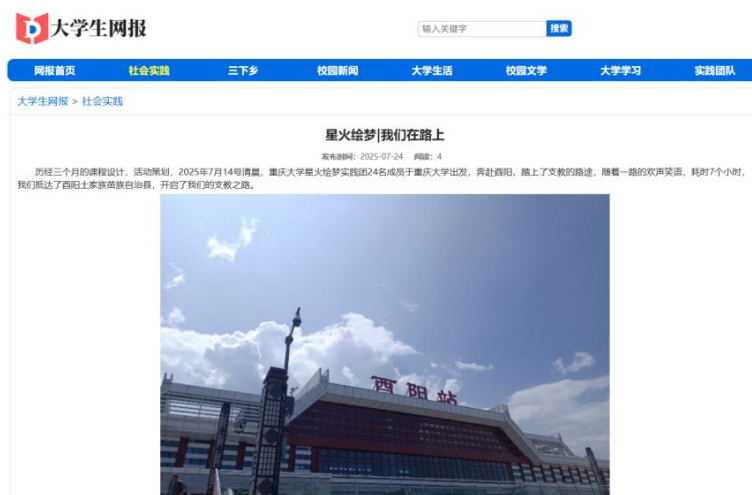 大学生网报
输入关键字 搜索
网报首页 社会实践 三下乡 校园新闻 大学生活 校园文学 大学学习 实践团队
大学生网报 > 社会实践
星火绘梦|我们在路上
发布时间：2025-07-24 阅读：4
历经三个月的课程设计，活动策划，2025年7月14号清晨，重庆大学星火绘梦实践团24名成员于重庆大学出发，奔赴酉阳，踏上了支教的路途，随着一路的欢声笑语，耗时7个小时，
我们抵达了酉阳土家族苗族自治县，开启了我们的支教之路。
酉阳站